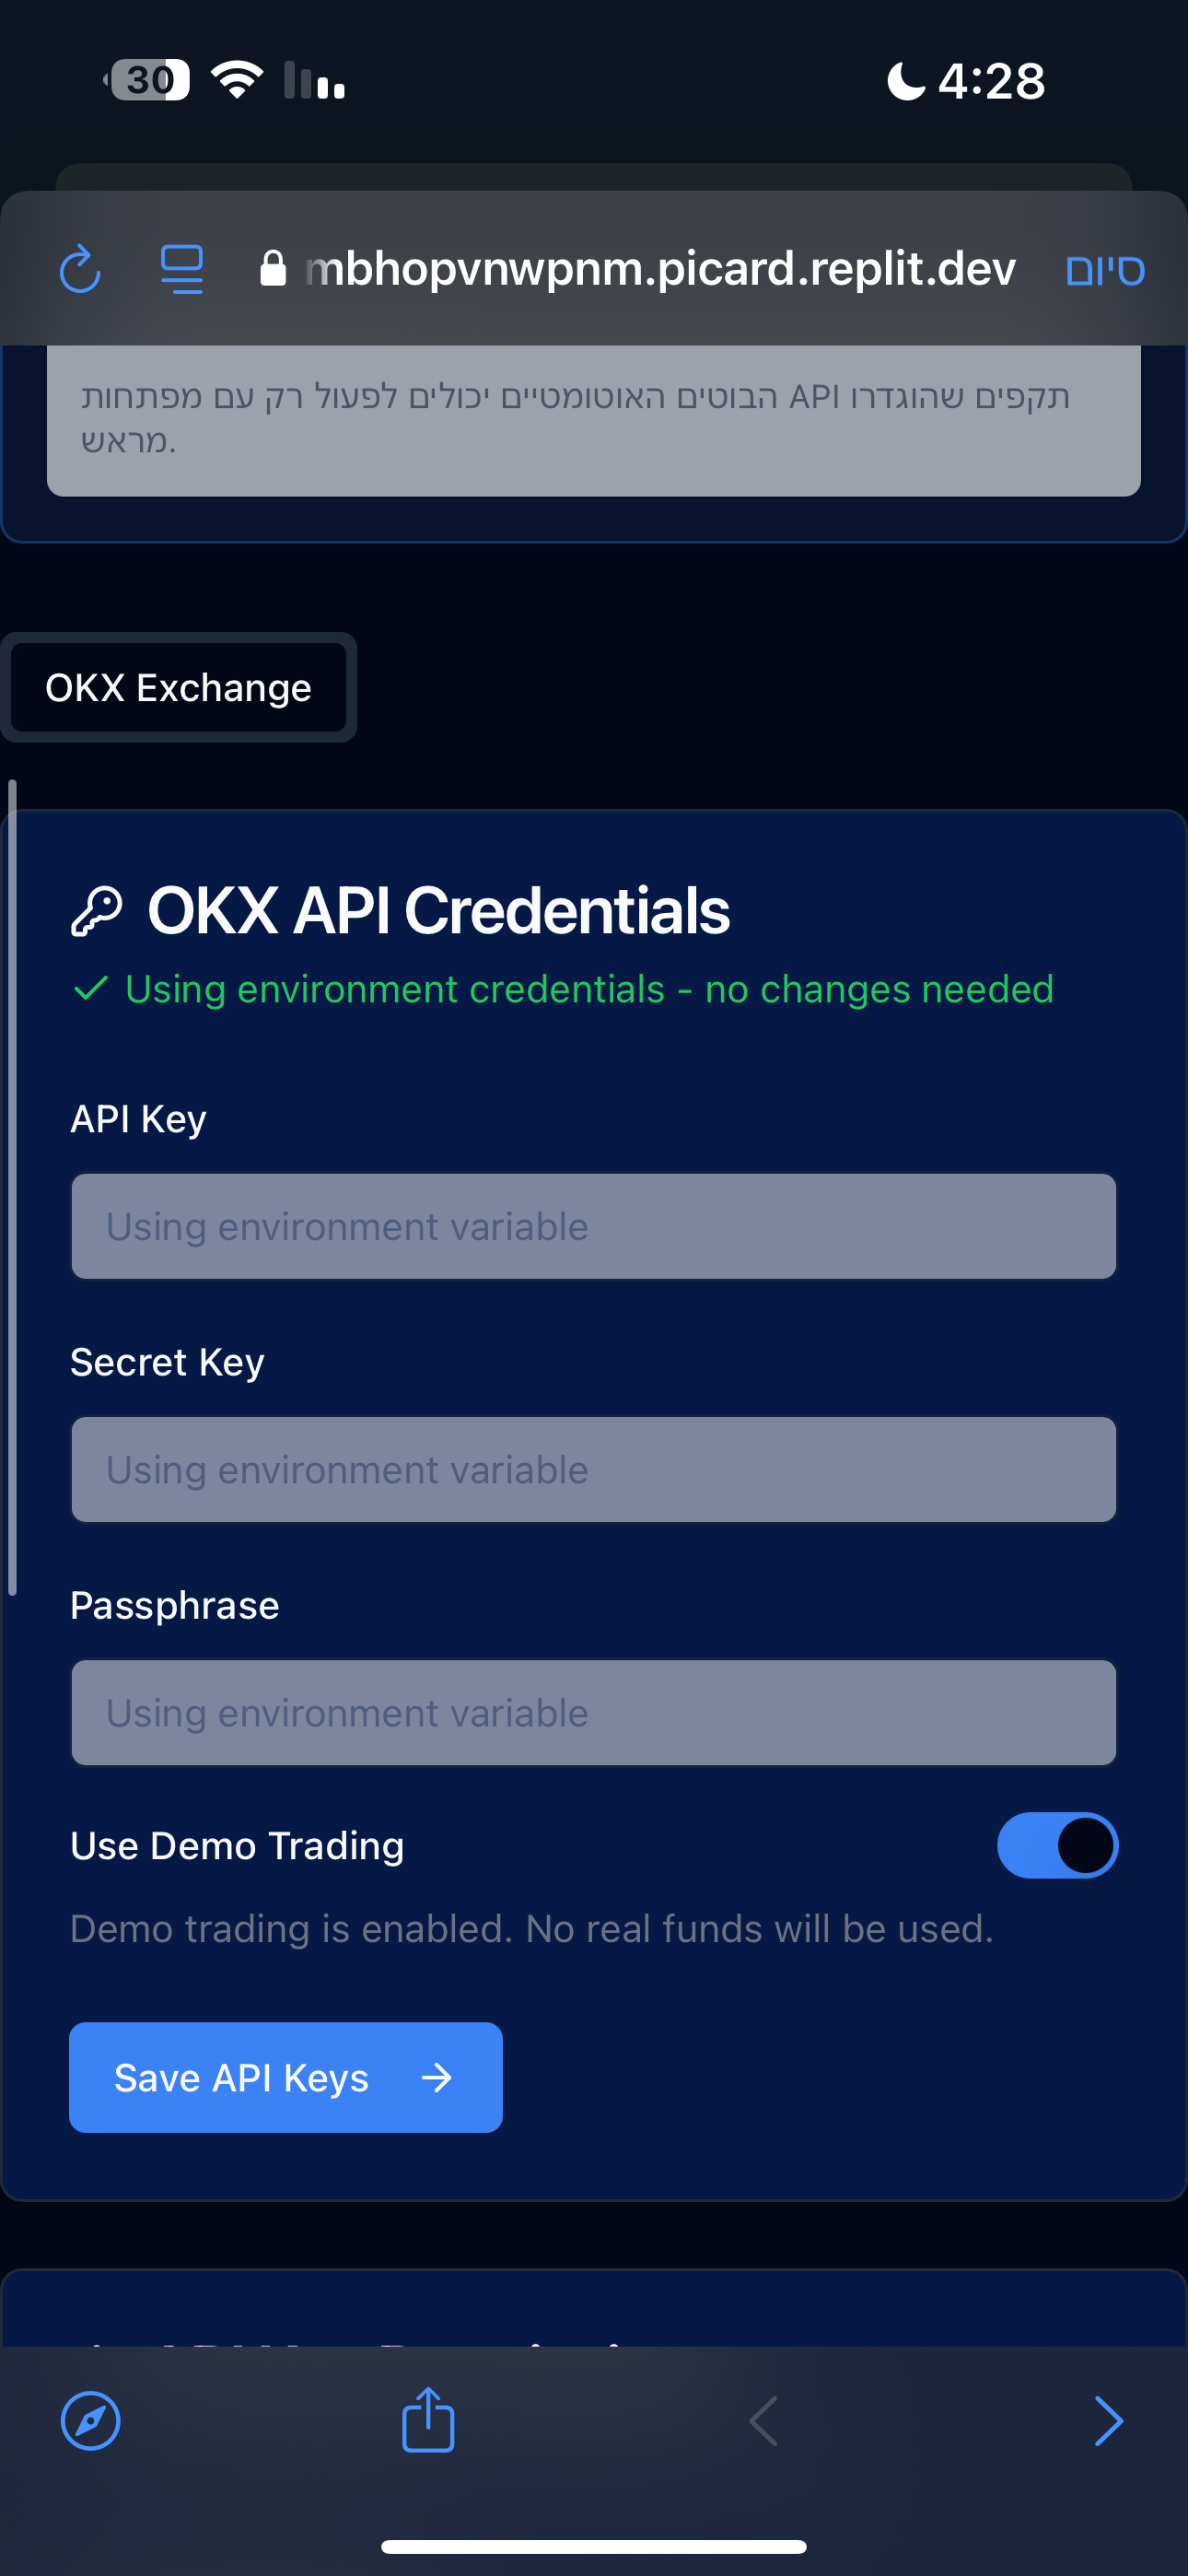 30
4:28
mbhopvnwpnm.picard.replit.dev
סיום
תקפים שהוגדרו API הבוטים האוטומטיים יכולים לפעול רק עם מפתחות
מראש.
OKX Exchange
OKX API Credentials
Using environment credentials - no changes needed
API Key
Using environment variable
Secret Key
Using environment variable
Passphrase
Using environment variable
Use Demo Trading
Demo trading is enabled. No real funds will be used.
Save API Keys